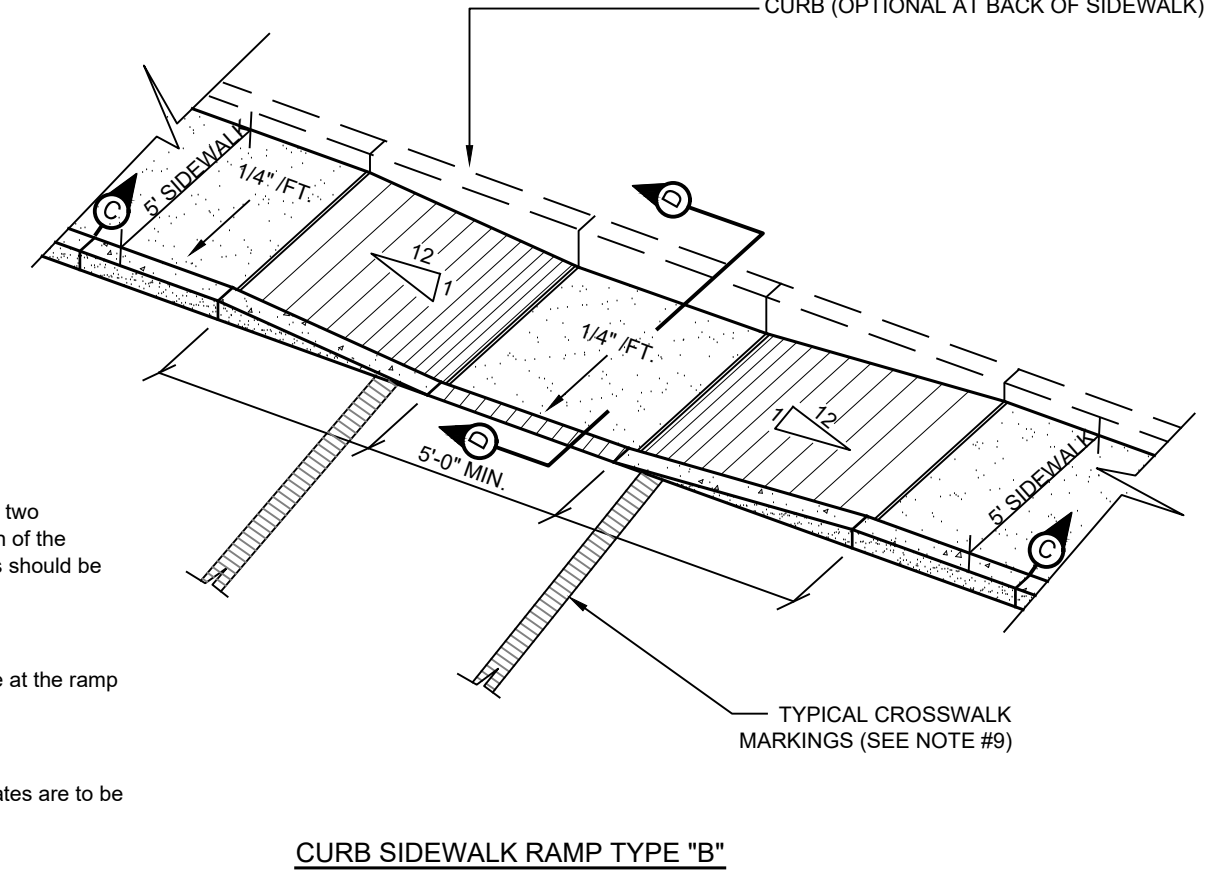 CURB (OPTIONAL AT BACK OF SIDEWALK)
5' SIDEWALK
1/4" /FT.
C
D
12
1
1/4" /FT.
1
12
D
5'-0" MIN.
5' SIDEWALK
C
two
of the
should be
at the ramp
are to be
TYPICAL CROSSWALK
MARKINGS (SEE NOTE #9)
CURB SIDEWALK RAMP TYPE "B"